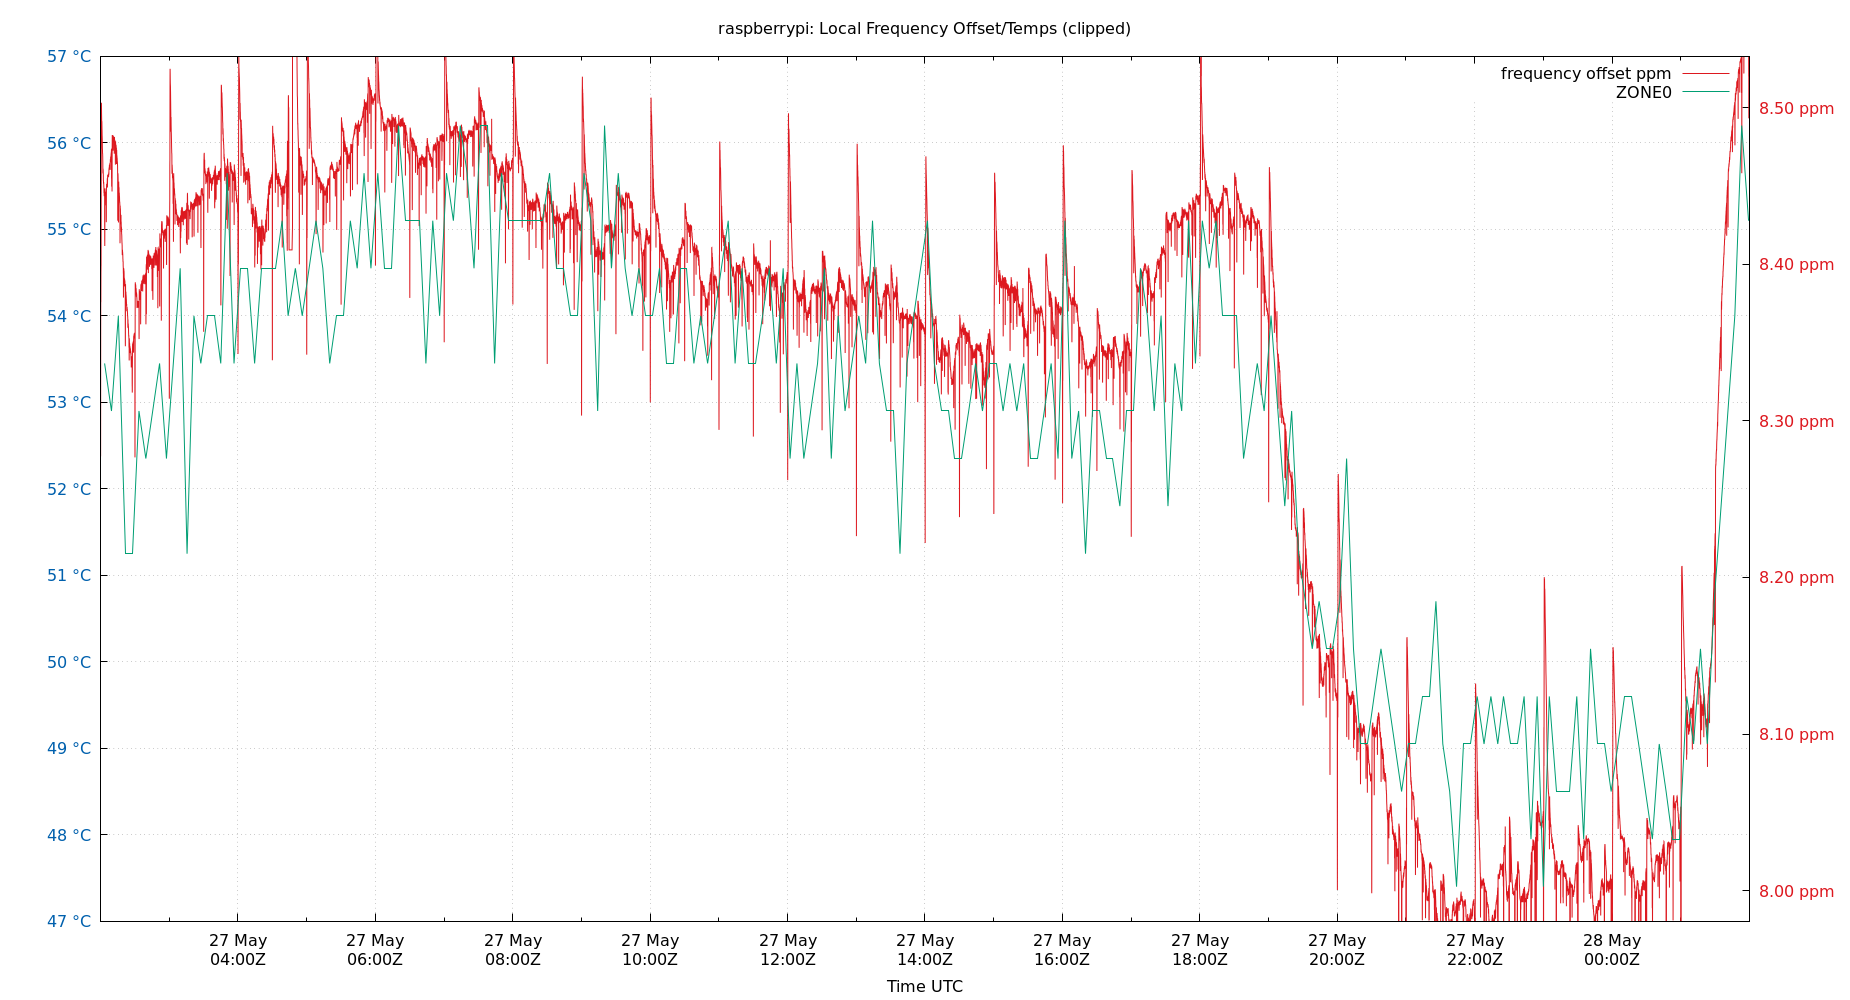 raspberrypi: Local Frequency Offset/Temps (clipped)
frequency offset ppm
ZONE0
57 °C
56 °C
55 °C
54 °C
53 °C
52 °C
51 °C
50 °C
49 °C
48 °C
47 °C
8.50 ppm
8.40 ppm
8.30 ppm
8.20 ppm
8.10 ppm
8.00 ppm
27 May 27 May 27 May 27 May 27 May 27 May 27 May 27 May 27 May 27 May 28 May
04:00Z 06:00Z 08:00Z 10:00Z 12:00Z 14:00Z 16:00Z 18:00Z 20:00Z 22:00Z 00:00Z
Time UTC